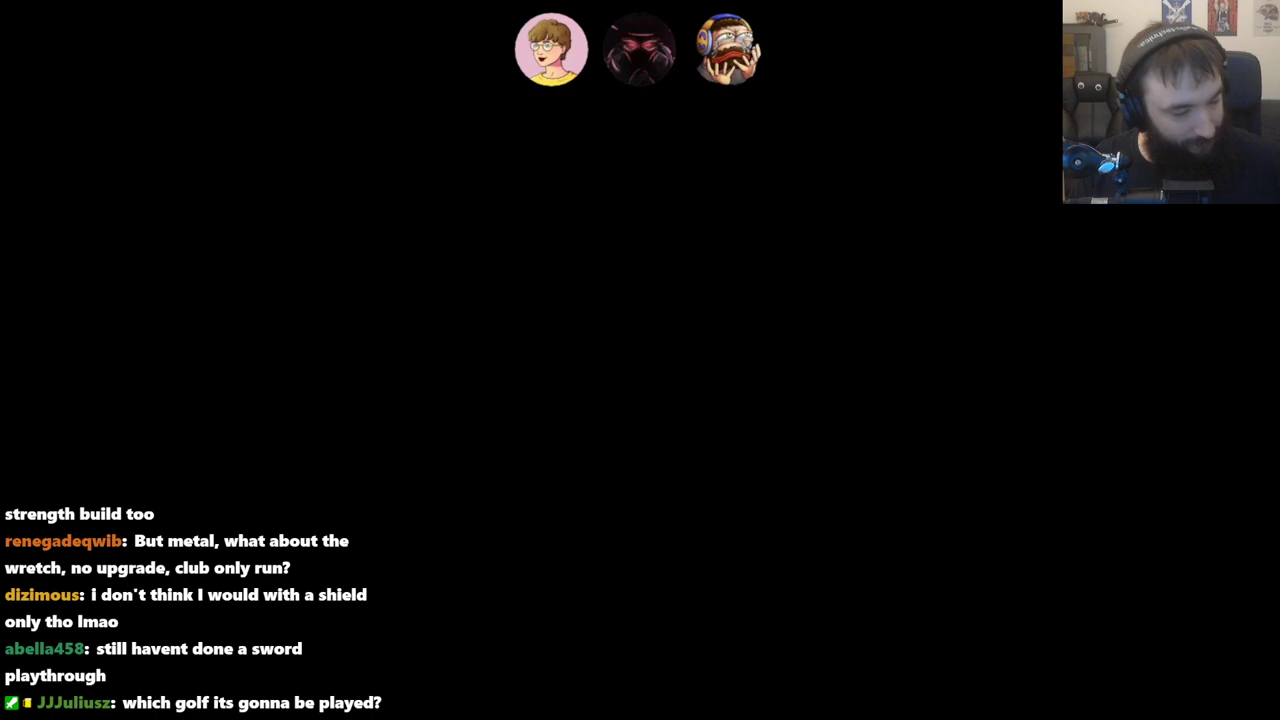 strength build too
renegadeqwib: But metal, what about the
wretch, no upgrade, club only run?
dizimous: i don't think I would with a shield
only tho lmao
abella458: still havent done a sword
playthrough
JJJuliusz: which golf its gonna be played?